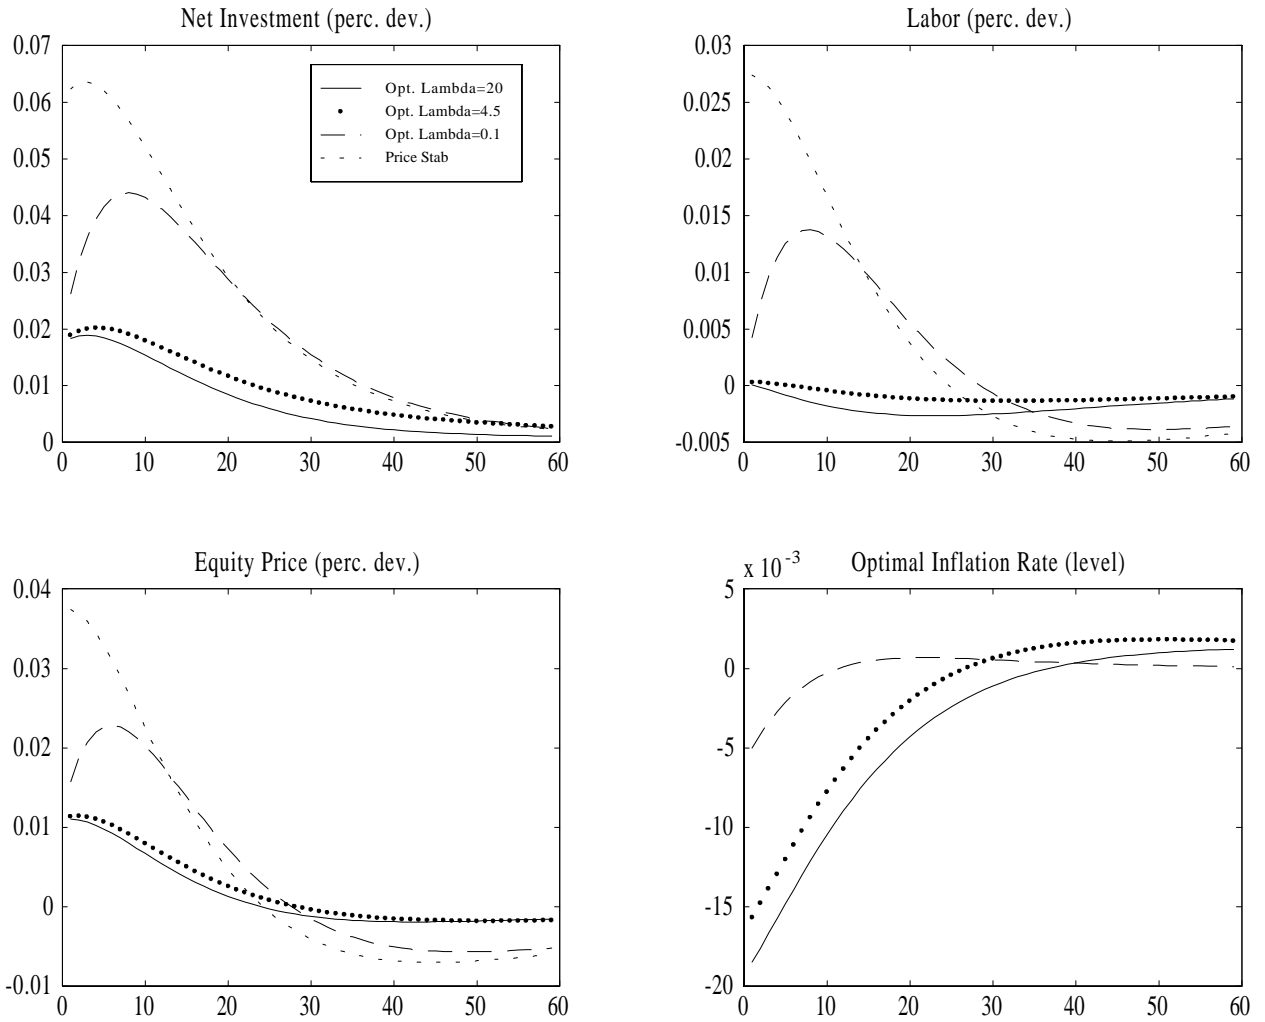 Net Investment (perc. dev.)
0.07
0.06
0.05
0.04
0.03
0.02
0.01
0
0 10 20 30 40 50 60
Opt. Lambda=20
Opt. Lambda=4.5
Opt. Lambda=0.1
Price Stab
Labor (perc. dev.)
0.03
0.025
0.02
0.015
0.01
0.005
0
-0.005
0 10 20 30 40 50 60
Equity Price (perc. dev.)
0.04
0.03
0.02
0.01
0
-0.01
0 10 20 30 40 50 60
x 10^-3 Optimal Inflation Rate (level)
5
0
-5
-10
-15
-20
0 10 20 30 40 50 60